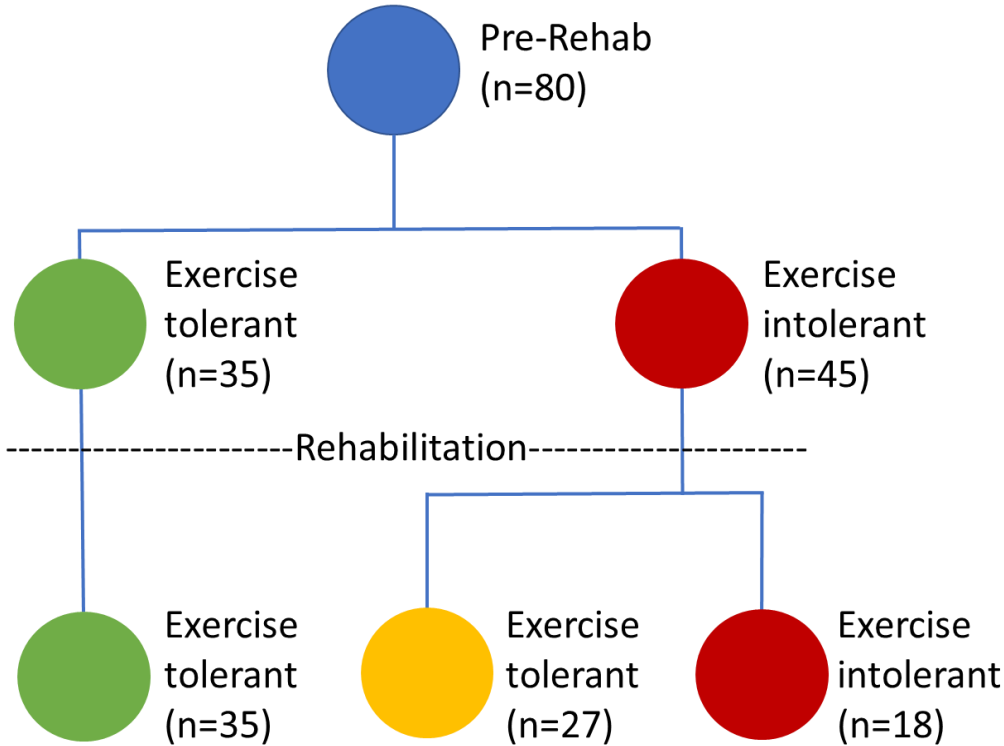 Pre-Rehab
(n=80)
Exercise
tolerant
(n=35)
Exercise
intolerant
(n=45)
-----------------------Rehabilitation----------------------
Exercise
tolerant
(n=35)
Exercise
tolerant
(n=27)
Exercise
intolerant
(n=18)